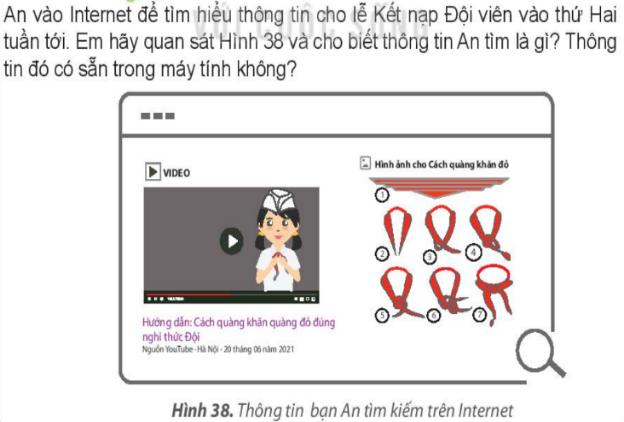 An vào Internet để tìm hiểu thông tin cho lễ Kết nạp Đội viên vào thứ Hai
tuần tới. Em hãy quan sát Hình 38 và cho biết thông tin An tìm là gì? Thông
tin đó có sẵn trong máy tính không?
VIDEO
Hướng dẫn: Cách quàng khăn quàng đỏ đúng
nghi thức Đội
Nguồn YouTube - Hà Nội - 20 tháng 06 năm 2021
Hình ảnh cho Cách quàng khăn đỏ
1
2 3 4
5 6 7
Hình 38. Thông tin bạn An tìm kiếm trên Internet